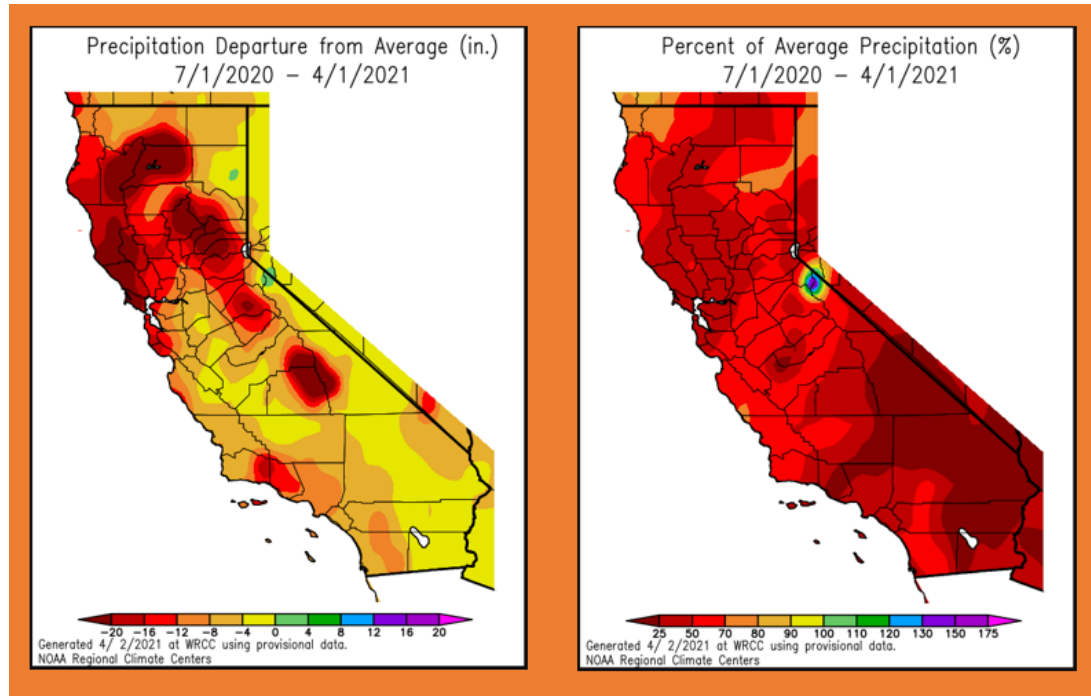 Precipitation Departure from Average (in.)
7/1/2020 – 4/1/2021
-20 -16 -12 -8 -4 0 4 8 12 16 20
Generated 4/ 2/2021 at WRCC using provisional data.
NOAA Regional Climate Centers
Percent of Average Precipitation (%)
7/1/2020 – 4/1/2021
25 50 70 80 90 100 110 120 130 150 175
Generated 4/ 2/2021 at WRCC using provisional data.
NOAA Regional Climate Centers